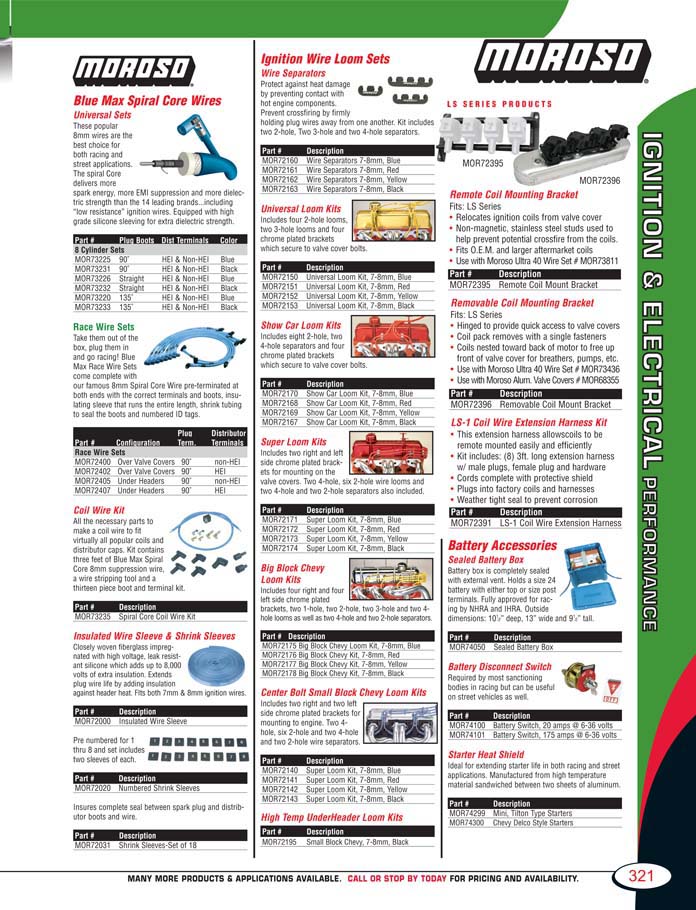 MOROSO
Blue Max Spiral Core Wires
Universal Sets
These popular
8mm wires are the
best choice for
both racing and
street applications.
The spiral Core
delivers more
spark energy, more EMI suppression and more dielec-
tric strength than the 14 leading brands...including
"low resistance" ignition wires. Equipped with high
grade silicone sleeving for extra dielectric strength.
Part # Plug Boots Dist Terminals Color
8 Cylinder Sets
MOR73225 90˚ HEI & Non-HEI Blue
MOR73231 90˚ HEI & Non-HEI Black
MOR73226 Straight HEI & Non-HEI Blue
MOR73232 Straight HEI & Non-HEI Black
MOR73220 135˚ HEI & Non-HEI Blue
MOR73233 135˚ HEI & Non-HEI Black
Race Wire Sets
Take them out of the
box, plug them in
and go racing! Blue
Max Race Wire Sets
come complete with
our famous 8mm Spiral Core Wire pre-terminated at
both ends with the correct terminals and boots, insu-
lating sleeve that runs the entire length, shrink tubing
to seal the boots and numbered ID tags.
Plug Distributor
Part # Configuration Term. Terminals
Race Wire Sets
MOR72400 Over Valve Covers 90˚ non-HEI
MOR72402 Over Valve Covers 90˚ HEI
MOR72405 Under Headers 90˚ non-HEI
MOR72407 Under Headers 90˚ HEI
Coil Wire Kit
All the necessary parts to
make a coil wire to fit
virtually all popular coils and
distributor caps. Kit contains
three feet of Blue Max Spiral
Core 8mm suppression wire,
a wire stripping tool and a
thirteen piece boot and terminal kit.
Part # Description
MOR73235 Spiral Core Coil Wire Kit
Insulated Wire Sleeve & Shrink Sleeves
Closely woven fiberglass impreg-
nated with high voltage, leak resist-
ant silicone which adds up to 8,000
volts of extra insulation. Extends
plug wire life by adding insulation
against header heat. Fits both 7mm & 8mm ignition wires.
Part # Description
MOR72000 Insulated Wire Sleeve
Pre numbered for 1
thru 8 and set includes
two sleeves of each.
Part # Description
MOR72020 Numbered Shrink Sleeves
Insures complete seal between spark plug and distrib-
utor boots and wire.
Part # Description
MOR72031 Shrink Sleeves-Set of 18
Ignition Wire Loom Sets
Wire Separators
Protect against heat damage
by preventing contact with
hot engine components.
Prevent crossfiring by firmly
holding plug wires away from one another. Kit includes
two 2-hole, Two 3-hole and two 4-hole separators.
Part # Description
MOR72160 Wire Separators 7-8mm, Blue
MOR72161 Wire Separators 7-8mm, Red
MOR72162 Wire Separators 7-8mm, Yellow
MOR72163 Wire Separators 7-8mm, Black
Universal Loom Kits
Includes four 2-hole looms,
two 3-hole looms and four
chrome plated brackets
which secure to valve cover bolts.
Part # Description
MOR72150 Universal Loom Kit, 7-8mm, Blue
MOR72151 Universal Loom Kit, 7-8mm, Red
MOR72152 Universal Loom Kit, 7-8mm, Yellow
MOR72153 Universal Loom Kit, 7-8mm, Black
Show Car Loom Kits
Includes eight 2-hole, two
4-hole separators and four
chrome plated brackets
which secure to valve cover bolts.
Part # Description
MOR72170 Show Car Loom Kit, 7-8mm, Blue
MOR72168 Show Car Loom Kit, 7-8mm, Red
MOR72169 Show Car Loom Kit, 7-8mm, Yellow
MOR72167 Show Car Loom Kit, 7-8mm, Black
Super Loom Kits
Includes two right and left
side chrome plated brack-
ets for mounting on the
valve covers. Two 4-hole, six 2-hole wire looms and
two 4-hole and two 2-hole separators also included.
Part # Description
MOR72171 Super Loom Kit, 7-8mm, Blue
MOR72172 Super Loom Kit, 7-8mm, Red
MOR72173 Super Loom Kit, 7-8mm, Yellow
MOR72174 Super Loom Kit, 7-8mm, Black
Big Block Chevy
Loom Kits
Includes four right and four
left side chrome plated
brackets, two 1-hole, two 2-hole, two 3-hole and two 4-
hole looms as well as two 4-hole and two 2-hole separators.
Part # Description
MOR72175 Big Block Chevy Loom Kit, 7-8mm, Blue
MOR72176 Big Block Chevy Kit, 7-8mm, Red
MOR72177 Big Block Chevy Kit, 7-8mm, Yellow
MOR72178 Big Block Chevy Kit, 7-8mm, Black
Center Bolt Small Block Chevy Loom Kits
Includes two right and two left
side chrome plated brackets for
mounting to engine. Two 4-
hole, six 2-hole and two 4-hole
and two 2-hole wire separators.
Part # Description
MOR72140 Super Loom Kit, 7-8mm, Blue
MOR72141 Super Loom Kit, 7-8mm, Red
MOR72142 Super Loom Kit, 7-8mm, Yellow
MOR72143 Super Loom Kit, 7-8mm, Black
High Temp UnderHeader Loom Kits
Part # Description
MOR72195 Small Block Chevy, 7-8mm, Black
MOROSO
LS SERIES PRODUCTS
MOR72395
MOR72396
Remote Coil Mounting Bracket
Fits: LS Series
• Relocates ignition coils from valve cover
• Non-magnetic, stainless steel studs used to
help prevent potential crossfire from the coils.
• Fits O.E.M. and larger aftermarket coils
• Use with Moroso Ultra 40 Wire Set # MOR73811
Part # Description
MOR72395 Remote Coil Mount Bracket
Removable Coil Mounting Bracket
Fits: LS Series
• Hinged to provide quick access to valve covers
• Coil pack removes with a single fasteners
• Coils nested toward back of motor to free up
front of valve cover for breathers, pumps, etc.
• Use with Moroso Ultra 40 Wire Set # MOR73436
• Use with Moroso Alum. Valve Covers # MOR68355
Part # Description
MOR72396 Removable Coil Mount Bracket
LS-1 Coil Wire Extension Harness Kit
• This extension harness allowscoils to be
remote mounted easily and efficiently
• Kit includes: (8) 3ft. long extension harness
w/ male plugs, female plug and hardware
• Cords complete with protective shield
• Plugs into factory coils and harnesses
• Weather tight seal to prevent corrosion
Part # Description
MOR72391 LS-1 Coil Wire Extension Harness
Battery Accessories
Sealed Battery Box
Battery box is completely sealed
with external vent. Holds a size 24
battery with either top or size post
terminals. Fully approved for rac-
ing by NHRA and IHRA. Outside
dimensions: 10¹/²" deep, 13" wide and 9¹/²" tall.
Part # Description
MOR74050 Sealed Battery Box
Battery Disconnect Switch
Required by most sanctioning
bodies in racing but can be useful
on street vehicles as well.
Part # Description
MOR74100 Battery Switch, 20 amps @ 6-36 volts
MOR74101 Battery Switch, 175 amps @ 6-36 volts
Starter Heat Shield
Ideal for extending starter life in both racing and street
applications. Manufactured from high temperature
material sandwiched between two sheets of aluminum.
Part # Description
MOR74299 Mini, Tilton Type Starters
MOR74300 Chevy Delco Style Starters
IGNITION & ELECTRICAL PERFORMANCE
MANY MORE PRODUCTS & APPLICATIONS AVAILABLE. CALL OR STOP BY TODAY FOR PRICING AND AVAILABILITY.
321